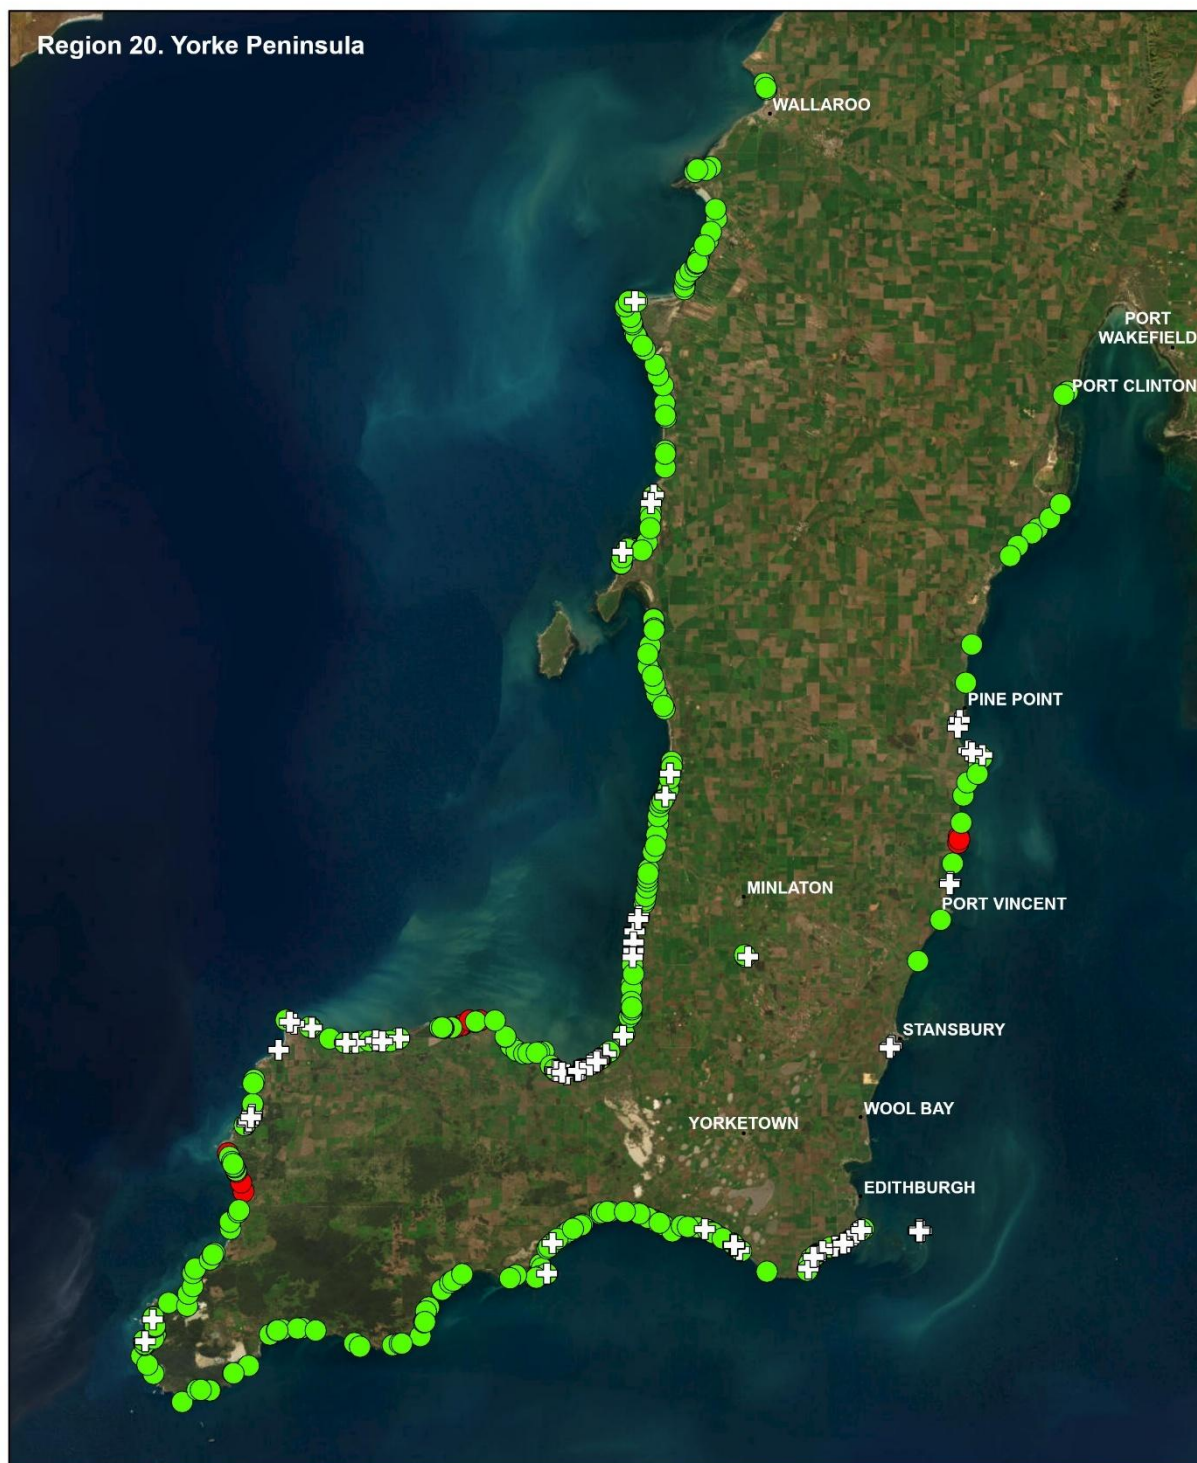 Region 20. Yorke Peninsula
WALLAROO
PORT
WAKEFIELD
PORT CLINTON
PINE POINT
MINLATON
PORT VINCENT
STANSBURY
WOOL BAY
YORKETOWN
EDITHBURGH